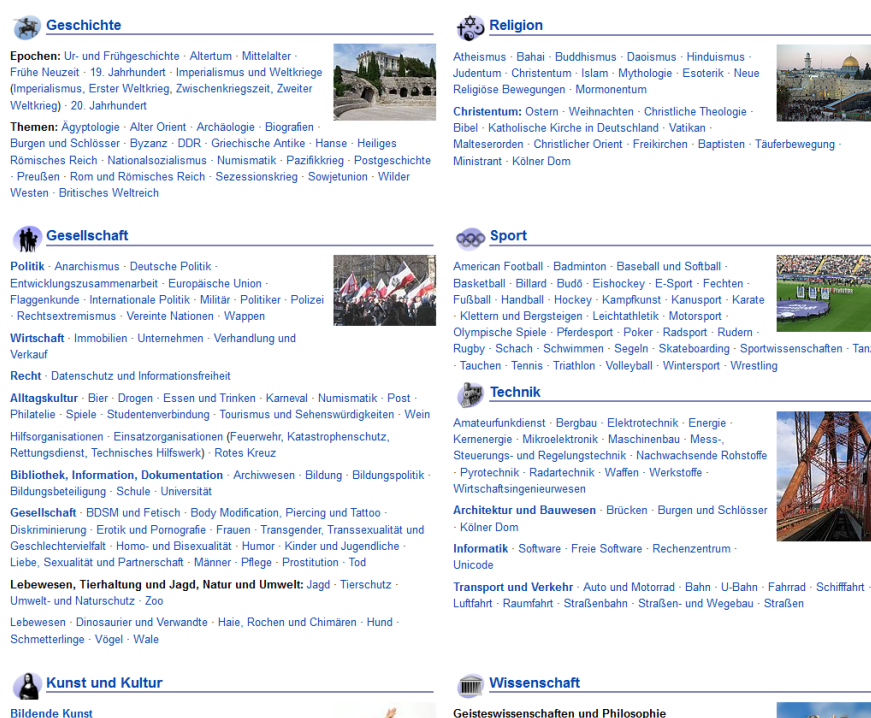 Geschichte
Epochen: Ur- und Frühgeschichte · Altertum · Mittelalter ·
Frühe Neuzeit · 19. Jahrhundert · Imperialismus und Weltkriege
(Imperialismus, Erster Weltkrieg, Zwischenkriegszeit, Zweiter
Weltkrieg) · 20. Jahrhundert
Themen: Ägyptologie · Alter Orient · Archäologie · Biografien ·
Burgen und Schlösser · Byzanz · DDR · Griechische Antike · Hanse · Heiliges
Römisches Reich · Nationalsozialismus · Numismatik · Pazifikkrieg · Postgeschichte
· Preußen · Rom und Römisches Reich · Sezessionskrieg · Sowjetunion · Wilder
Westen · Britisches Weltreich
Religion
Atheismus · Bahai · Buddhismus · Daoismus · Hinduismus ·
Judentum · Christentum · Islam · Mythologie · Esoterik · Neue
Religiöse Bewegungen · Mormonentum
Christentum: Ostern · Weihnachten · Christliche Theologie ·
Bibel · Katholische Kirche in Deutschland · Vatikan ·
Malteserorden · Christlicher Orient · Freikirchen · Baptisten · Täuferbewegung ·
Ministrant · Kölner Dom
Gesellschaft
Politik · Anarchismus · Deutsche Politik ·
Entwicklungszusammenarbeit · Europäische Union ·
Flaggenkunde · Internationale Politik · Militär · Politiker · Polizei
· Rechtsextremismus · Vereinte Nationen · Wappen
Wirtschaft · Immobilien · Unternehmen · Verhandlung und
Verkauf
Recht · Datenschutz und Informationsfreiheit
Alltagskultur · Bier · Drogen · Essen und Trinken · Karneval · Numismatik · Post ·
Philatelie · Spiele · Studentenverbindung · Tourismus und Sehenswürdigkeiten · Wein
Hilfsorganisationen · Einsatzorganisationen (Feuerwehr, Katastrophenschutz,
Rettungsdienst, Technisches Hilfswerk) · Rotes Kreuz
Bibliothek, Information, Dokumentation · Archivwesen · Bildung · Bildungspolitik ·
Bildungsbeteiligung · Schule · Universität
Gesellschaft · BDSM und Fetisch · Body Modification, Piercing und Tattoo ·
Diskriminierung · Erotik und Pornografie · Frauen · Transgender, Transsexualität und
Geschlechtervielfalt · Homo- und Bisexualität · Humor · Kinder und Jugendliche ·
Liebe, Sexualität und Partnerschaft · Männer · Pflege · Prostitution · Tod
Lebewesen, Tierhaltung und Jagd, Natur und Umwelt: Jagd · Tierschutz ·
Umwelt- und Naturschutz · Zoo
Lebewesen · Dinosaurier und Verwandte · Haie, Rochen und Chimären · Hund ·
Schmetterlinge · Vögel · Wale
Sport
American Football · Badminton · Baseball und Softball ·
Basketball · Billard · Budō · Eishockey · E-Sport · Fechten ·
Fußball · Handball · Hockey · Kampfkunst · Kanusport · Karate
· Klettern und Bergsteigen · Leichtathletik · Motorsport ·
Olympische Spiele · Pferdesport · Poker · Radsport · Rudern ·
Rugby · Schach · Schwimmen · Segeln · Skateboarding · Sportwissenschaften ·
· Tauchen · Tennis · Triathlon · Volleyball · Wintersport · Wrestling
Technik
Amateurfunkdienst · Bergbau · Elektrotechnik · Energie ·
Kernenergie · Mikroelektronik · Maschinenbau · Mess-,
Steuerungs- und Regelungstechnik · Nachwachsende Rohstoffe
· Pyrotechnik · Radartechnik · Waffen · Werkstoffe ·
Wirtschaftsingenieurwesen
Architektur und Bauwesen · Brücken · Burgen und Schlösser
· Kölner Dom
Informatik · Software · Freie Software · Rechenzentrum ·
Unicode
Transport und Verkehr · Auto und Motorrad · Bahn · U-Bahn · Fahrrad · Schifffahrt ·
Luftfahrt · Raumfahrt · Straßenbahn · Straßen- und Wegebau · Straßen
Kunst und Kultur
Bildende Kunst
Wissenschaft
Geisteswissenschaften und Philosophie